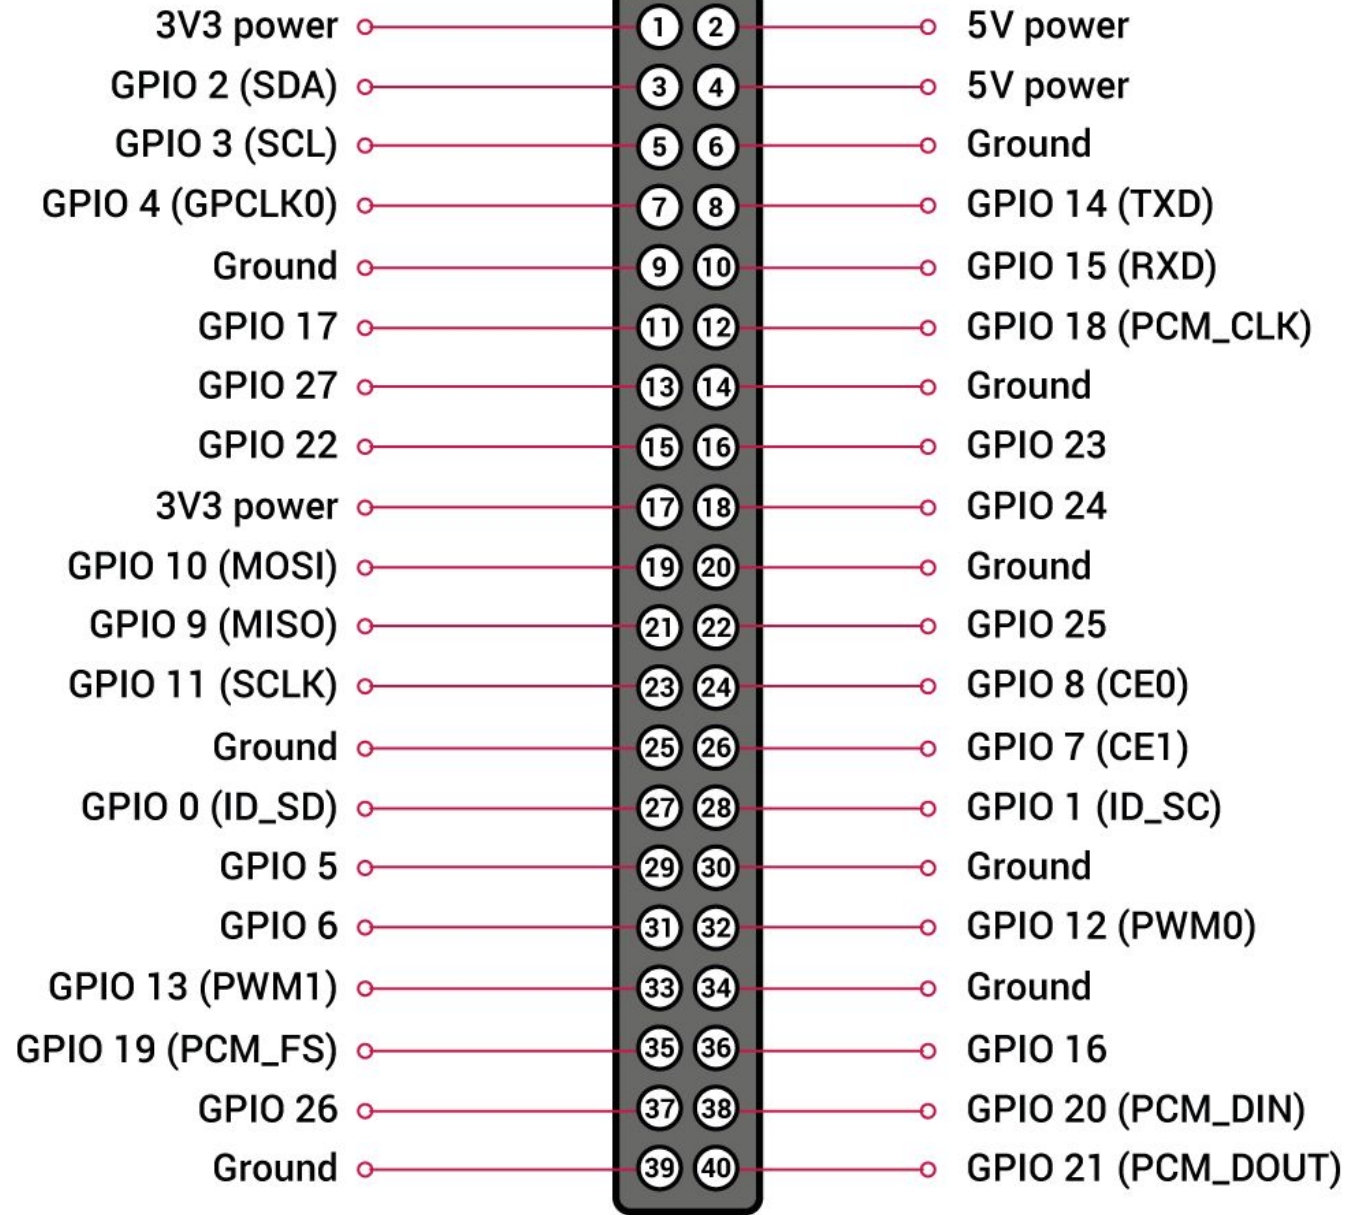 3V3 power 1 2 5V power
GPIO 2 (SDA) 3 4 5V power
GPIO 3 (SCL) 5 6 Ground
GPIO 4 (GPCLK0) 7 8 GPIO 14 (TXD)
Ground 9 10 GPIO 15 (RXD)
GPIO 17 11 12 GPIO 18 (PCM_CLK)
GPIO 27 13 14 Ground
GPIO 22 15 16 GPIO 23
3V3 power 17 18 GPIO 24
GPIO 10 (MOSI) 19 20 Ground
GPIO 9 (MISO) 21 22 GPIO 25
GPIO 11 (SCLK) 23 24 GPIO 8 (CE0)
Ground 25 26 GPIO 7 (CE1)
GPIO 0 (ID_SD) 27 28 GPIO 1 (ID_SC)
GPIO 5 29 30 Ground
GPIO 6 31 32 GPIO 12 (PWM0)
GPIO 13 (PWM1) 33 34 Ground
GPIO 19 (PCM_FS) 35 36 GPIO 16
GPIO 26 37 38 GPIO 20 (PCM_DIN)
Ground 39 40 GPIO 21 (PCM_DOUT)